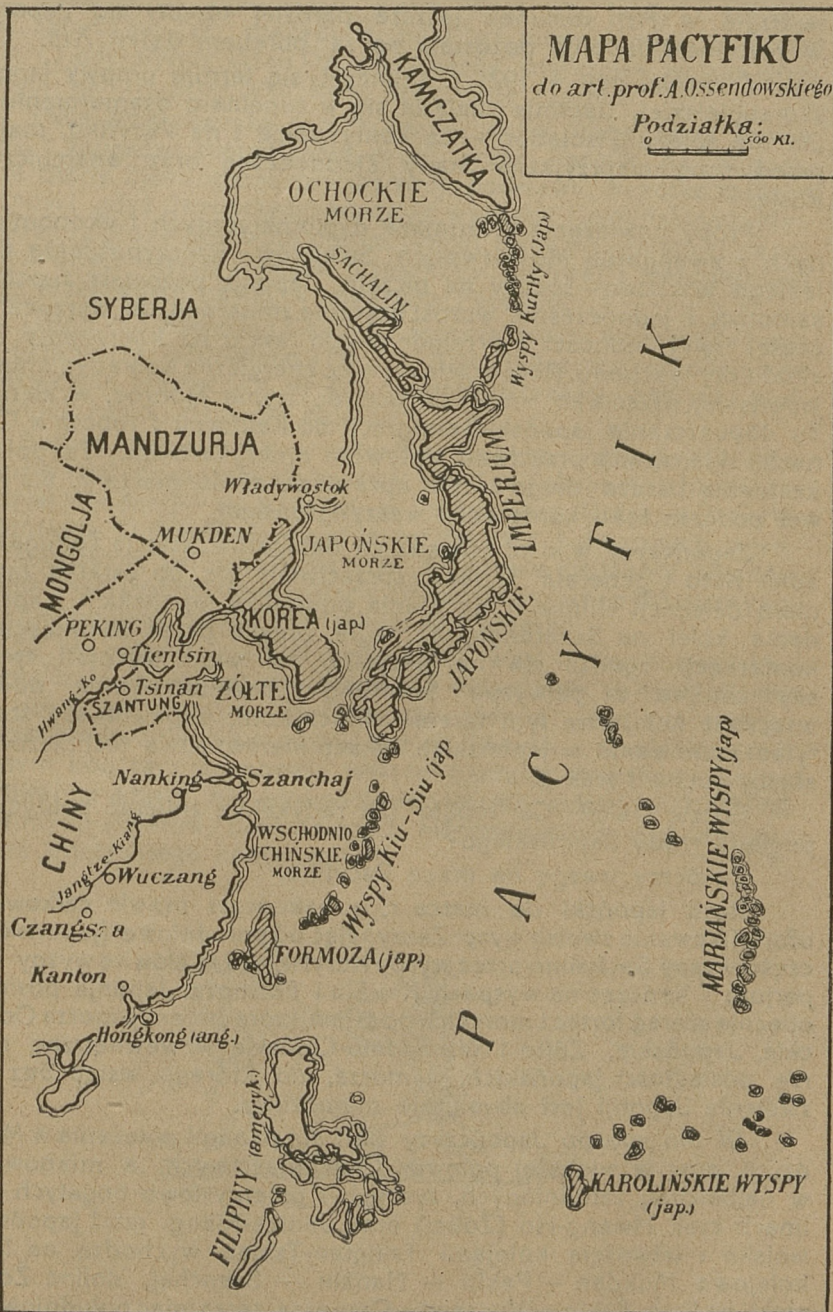 MAPA PACYFIKU
do art. prof. A. Ossendowskiego
Podziałka:
0 500 Kl.
KAMCZATKA
OCHOCKIE
MORZE
SACHALIN
Wyspy Kuriły (Jap)
SYBERJA
MANDZURJA
Władywostok
MONGOLJA
MUKDEN
JAPOŃSKIE
MORZE
IMPERJUM
JAPOŃSKIE
KOREA (jap.)
PEKING
Tientsin
Hwang-Ko
Tsinan
SZANTUNG
ŻÓŁTE
MORZE
PACYFIK
Nanking
Szanchaj
CHINY
Jangtze-Kiang
Wuczang
WSCHODNIO
CHIŃSKIE
MORZE
Wyspy Kiu-Siu (jap
MARJAŃSKIE WYSPY (jap)
FORMOZA (jap.)
Kanton
Hongkong (ang.)
FILIPINY (ameryk.)
KAROLIŃSKIE WYSPY
(jap.)